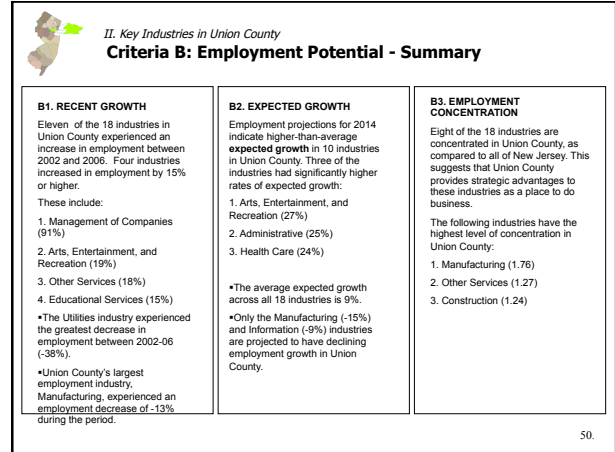 II. Key Industries in Union County
Criteria B: Employment Potential - Summary
B1. RECENT GROWTH
Eleven of the 18 industries in
Union County experienced an
increase in employment between
2002 and 2006. Four industries
increased in employment by 15%
or higher.
These include:
1. Management of Companies
(91%)
2. Arts, Entertainment, and
Recreation (19%)
3. Other Services (18%)
4. Educational Services (15%)
▪The Utilities industry experienced
the greatest decrease in
employment between 2002-06
(-38%).
▪Union County's largest
employment industry,
Manufacturing, experienced an
employment decrease of -13%
during the period.
B2. EXPECTED GROWTH
Employment projections for 2014
indicate higher-than-average
expected growth in 10 industries
in Union County. Three of the
industries had significantly higher
rates of expected growth:
1. Arts, Entertainment, and
Recreation (27%)
2. Administrative (25%)
3. Health Care (24%)
▪The average expected growth
across all 18 industries is 9%.
▪Only the Manufacturing (-15%)
and Information (-9%) industries
are projected to have declining
employment growth in Union
County.
B3. EMPLOYMENT
CONCENTRATION
Eight of the 18 industries are
concentrated in Union County, as
compared to all of New Jersey. This
suggests that Union County
provides strategic advantages to
these industries as a place to do
business.
The following industries have the
highest level of concentration in
Union County:
1. Manufacturing (1.76)
2. Other Services (1.27)
3. Construction (1.24)
50.